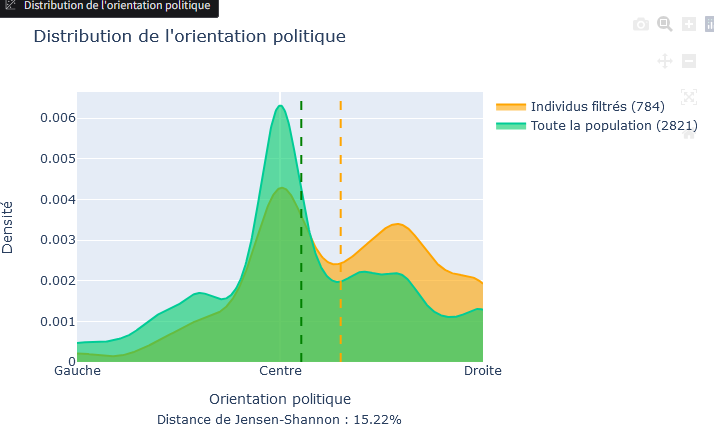 Distribution de l'orientation politique
Distribution de l'orientation politique
Individus filtrés (784)
Toute la population (2821)
0.006
0.005
0.004
0.003
0.002
0.001
0
Densité
Gauche
Centre
Droite
Orientation politique
Distance de Jensen-Shannon : 15.22%